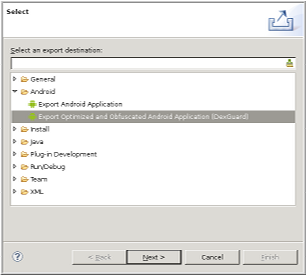 Select
Select an export destination:
General
Android
Export Android Application
Export Optimized and Obfuscated Android Application (DexGuard)
Install
Java
Plug-in Development
Run/Debug
Team
XML
?
< Back
Next >
Cancel
Finish